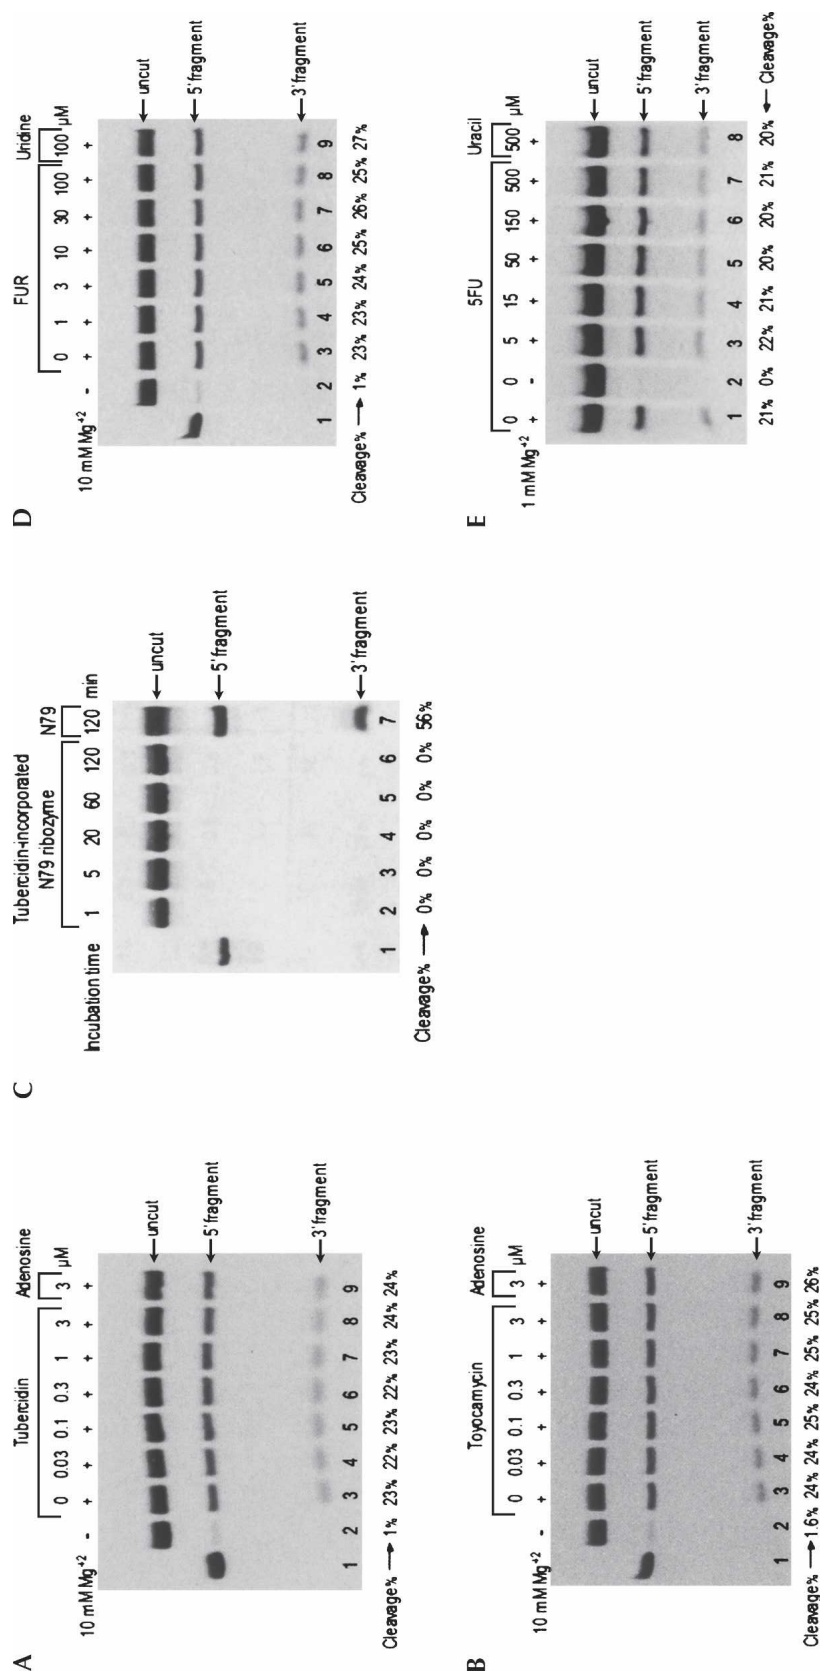 A
Tubercidin
Adenosine
0 0.03 0.1 0.3 1 3 3 µM
10 mM Mg+2 - + + + + + + +
uncut
5' fragment
3' fragment
1 2 3 4 5 6 7 8 9
Cleavage% 1% 23% 22% 23% 22% 23% 24% 24%
B
Toyocamycin
Adenosine
0 0.03 0.1 0.3 1 3 3 µM
10 mM Mg+2 - + + + + + + +
uncut
5' fragment
3' fragment
1 2 3 4 5 6 7 8 9
Cleavage% 1.6% 24% 24% 25% 24% 25% 25% 26%
C
Tubercidin-incorporated
N79 ribozyme
N79
Incubation time 1 5 20 60 120 120 min
uncut
5' fragment
3' fragment
1 2 3 4 5 6 7
Cleavage% 0% 0% 0% 0% 0% 56%
D
FUR
Uridine
0 1 3 10 30 100 100 µM
10 mM Mg+2 - + + + + + + +
uncut
5' fragment
3' fragment
1 2 3 4 5 6 7 8 9
Cleavage% 1% 23% 23% 24% 25% 26% 25% 27%
E
5FU
Uracil
0 0 5 15 50 150 500 500 µM
1 mM Mg+2 + - + + + + + +
uncut
5' fragment
3' fragment
1 2 3 4 5 6 7 8
21% 0% 22% 21% 20% 20% 21% 20% Cleavage%